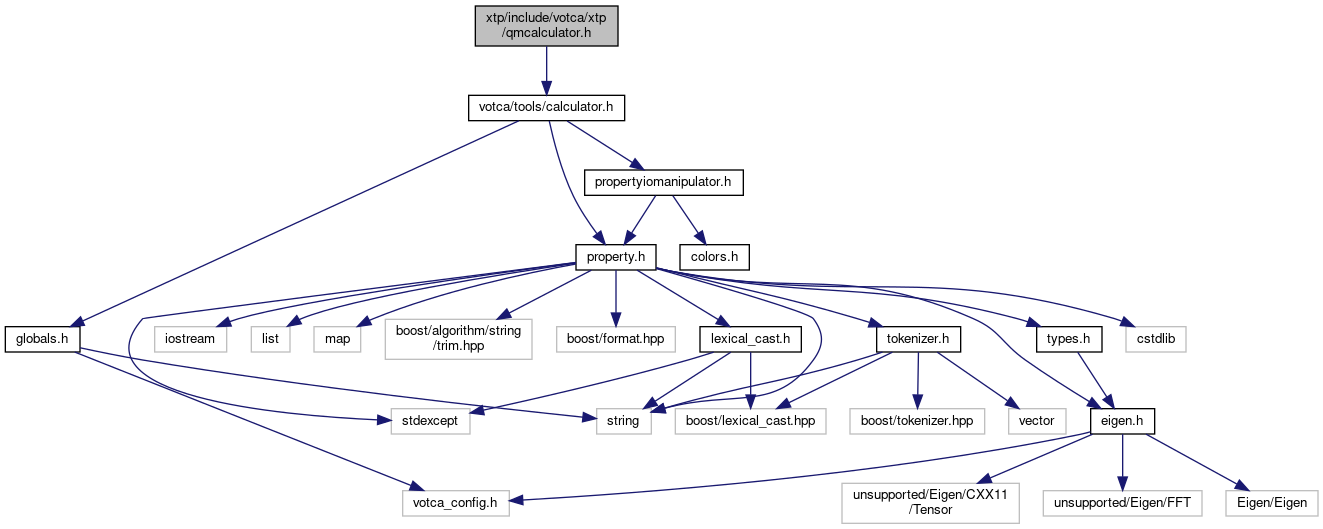 xtp/include/votca/xtp
/qmcalculator.h
votca/tools/calculator.h
propertyiomanipulator.h
property.h
colors.h
globals.h
iostream
list
map
boost/algorithm/string
/trim.hpp
boost/format.hpp
lexical_cast.h
tokenizer.h
types.h
cstdlib
stdexcept
string
boost/lexical_cast.hpp
boost/tokenizer.hpp
vector
eigen.h
votca_config.h
unsupported/Eigen/CXX11
/Tensor
unsupported/Eigen/FFT
Eigen/Eigen